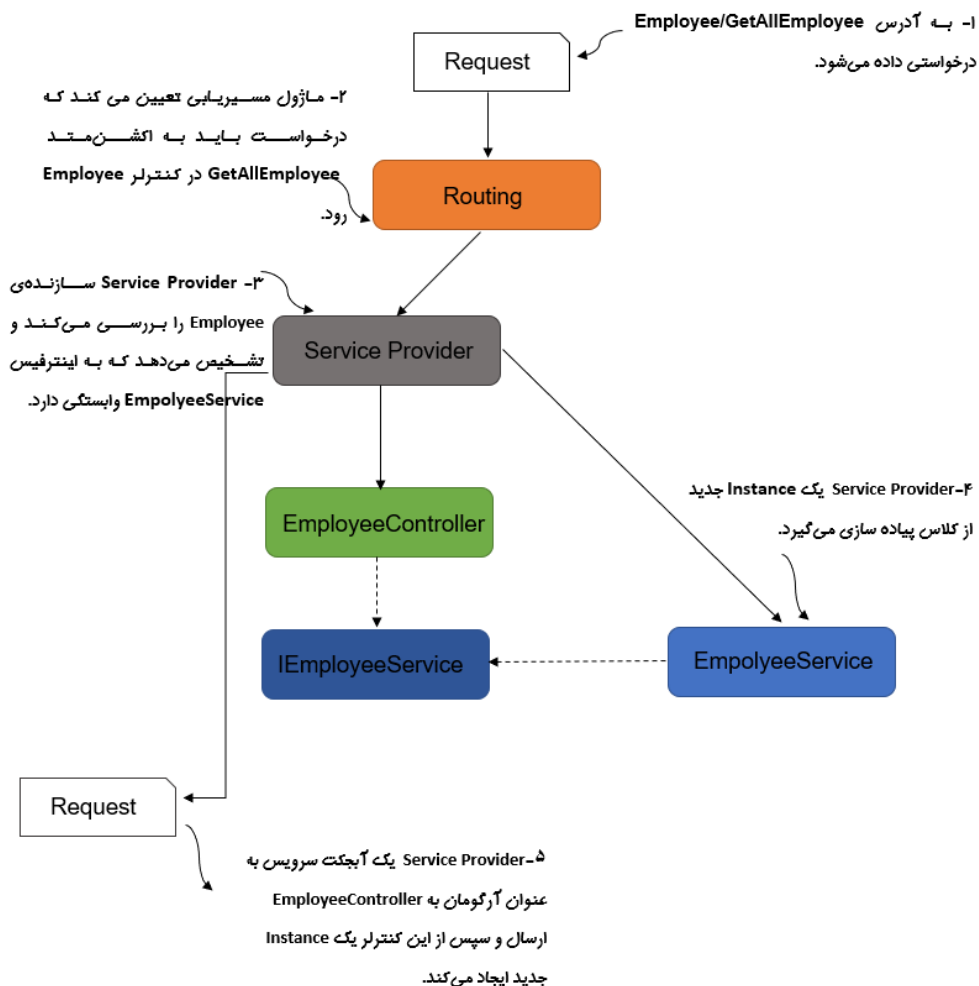 ۱- به آدرس Employee/GetAllEmployee
درخواستی داده می‌شود.
Request
۲- ماژول مسیریابی تعیین می کند که
درخواست باید به اکشن‌متد
GetAllEmployee در کنترلر Employee
رود.
Routing
۳- Service Provider سازنده‌ی
Employee را بررسی می‌کند و
تشخیص می‌دهد که به اینترفیس
EmpolyeeService وابستگی دارد.
Service Provider
۴-Service Provider یک Instance جدید
از کلاس پیاده سازی می‌گیرد.
EmployeeController
IEmployeeService
EmpolyeeService
Request
۵-Service Provider یک آبجکت سرویس به
عنوان آرگومان به EmployeeController
ارسال و سپس از این کنترلر یک Instance
جدید ایجاد می‌کند.